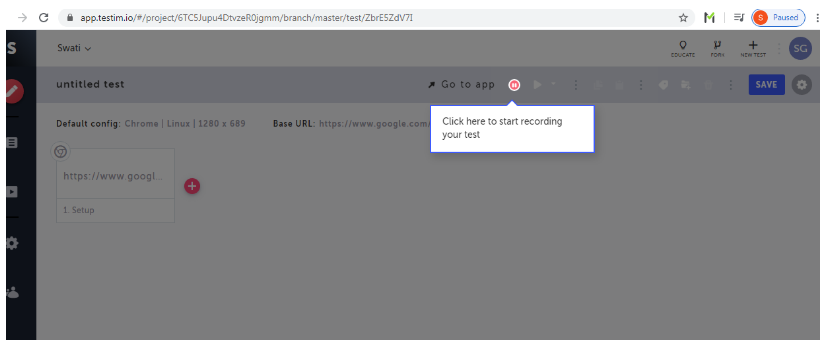 app.testim.io/#/project/6TC5Jupu4DtvzeR0jgmm/branch/master/test/ZbrE5ZdV7I
S Paused
S
Swati
EDUCATE FORK NEW TEST
SG
untitled test
Go to app
SAVE
Default config: Chrome | Linux | 1280 x 689 Base URL: https://www.google.com/
Click here to start recording
your test
https://www.googl...
1. Setup